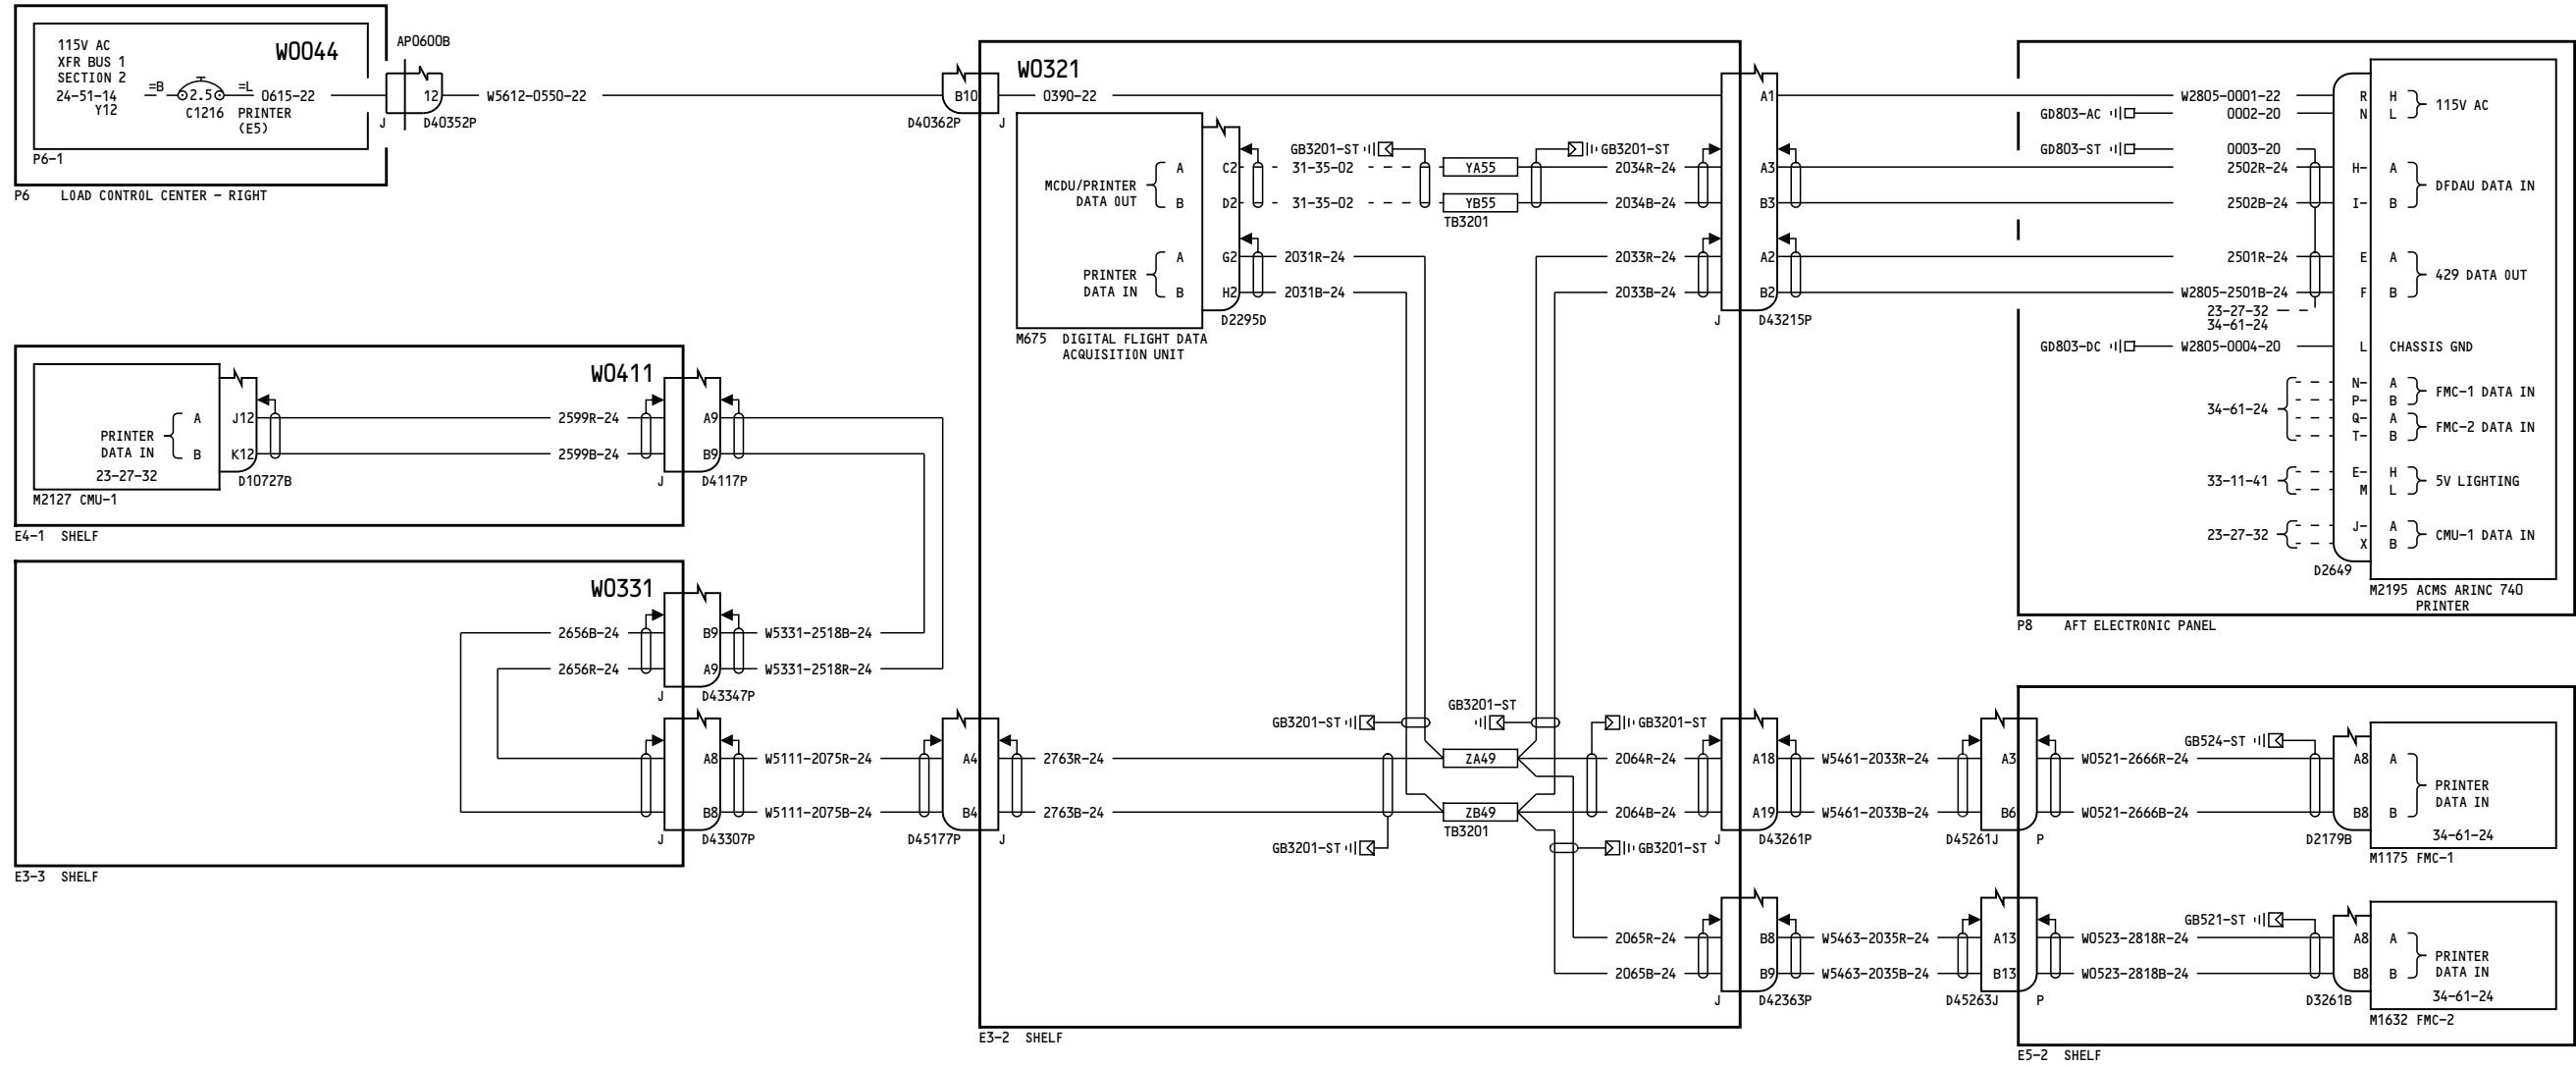 115V AC
XFR BUS 1
SECTION 2
24-51-14
Y12
=B
2.5
C1216
=L
0615-22
PRINTER
(E5)
W0044
P6-1
P6 LOAD CONTROL CENTER - RIGHT
AP0600B
12
J
D40352P
W5612-0550-22
B10
D40362P
J
W0321
0390-22
MCDU/PRINTER
DATA OUT
A
B
C2
D2
PRINTER
DATA IN
A
B
G2
H2
D2295D
M675 DIGITAL FLIGHT DATA
ACQUISITION UNIT
GB3201-ST
GB3201-ST
31-35-02
31-35-02
YA55
YB55
TB3201
2034R-24
2034B-24
2031R-24
2031B-24
2033R-24
2033B-24
A1
A3
B3
A2
B2
J
D43215P
GD803-AC
GD803-ST
GD803-DC
W2805-0001-22
0002-20
0003-20
2502R-24
2502B-24
2501R-24
W2805-2501B-24
23-27-32
34-61-24
W2805-0004-20
34-61-24
33-11-41
23-27-32
R H
N L
115V AC
H- A
I- B
DFDAU DATA IN
E A
F B
429 DATA OUT
L CHASSIS GND
N- A
P- B
FMC-1 DATA IN
Q- A
T- B
FMC-2 DATA IN
E- H
M L
5V LIGHTING
J- A
X B
CMU-1 DATA IN
D2649
M2195 ACMS ARINC 740
PRINTER
P8 AFT ELECTRONIC PANEL
W0411
PRINTER
DATA IN
A
B
23-27-32
J12
K12
D10727B
M2127 CMU-1
2599R-24
2599B-24
A9
B9
J
D4117P
E4-1 SHELF
W0331
2656B-24
2656R-24
B9
A9
J
D43347P
W5331-2518B-24
W5331-2518R-24
A8
B8
J
D43307P
W5111-2075R-24
W5111-2075B-24
E3-3 SHELF
A4
B4
D45177P
J
2763R-24
2763B-24
GB3201-ST
GB3201-ST
GB3201-ST
GB3201-ST
GB3201-ST
ZA49
ZB49
TB3201
2064R-24
2064B-24
A18
A19
J
D43261P
2065R-24
2065B-24
B8
B9
J
D42363P
E3-2 SHELF
W5461-2033R-24
W5461-2033B-24
A3
B6
D45261J
P
W0521-2666R-24
W0521-2666B-24
GB524-ST
A8 A
B8 B
PRINTER
DATA IN
34-61-24
D2179B
M1175 FMC-1
W5463-2035R-24
W5463-2035B-24
A13
B13
D45263J
P
W0523-2818R-24
W0523-2818B-24
GB521-ST
A8 A
B8 B
PRINTER
DATA IN
34-61-24
D3261B
M1632 FMC-2
E5-2 SHELF